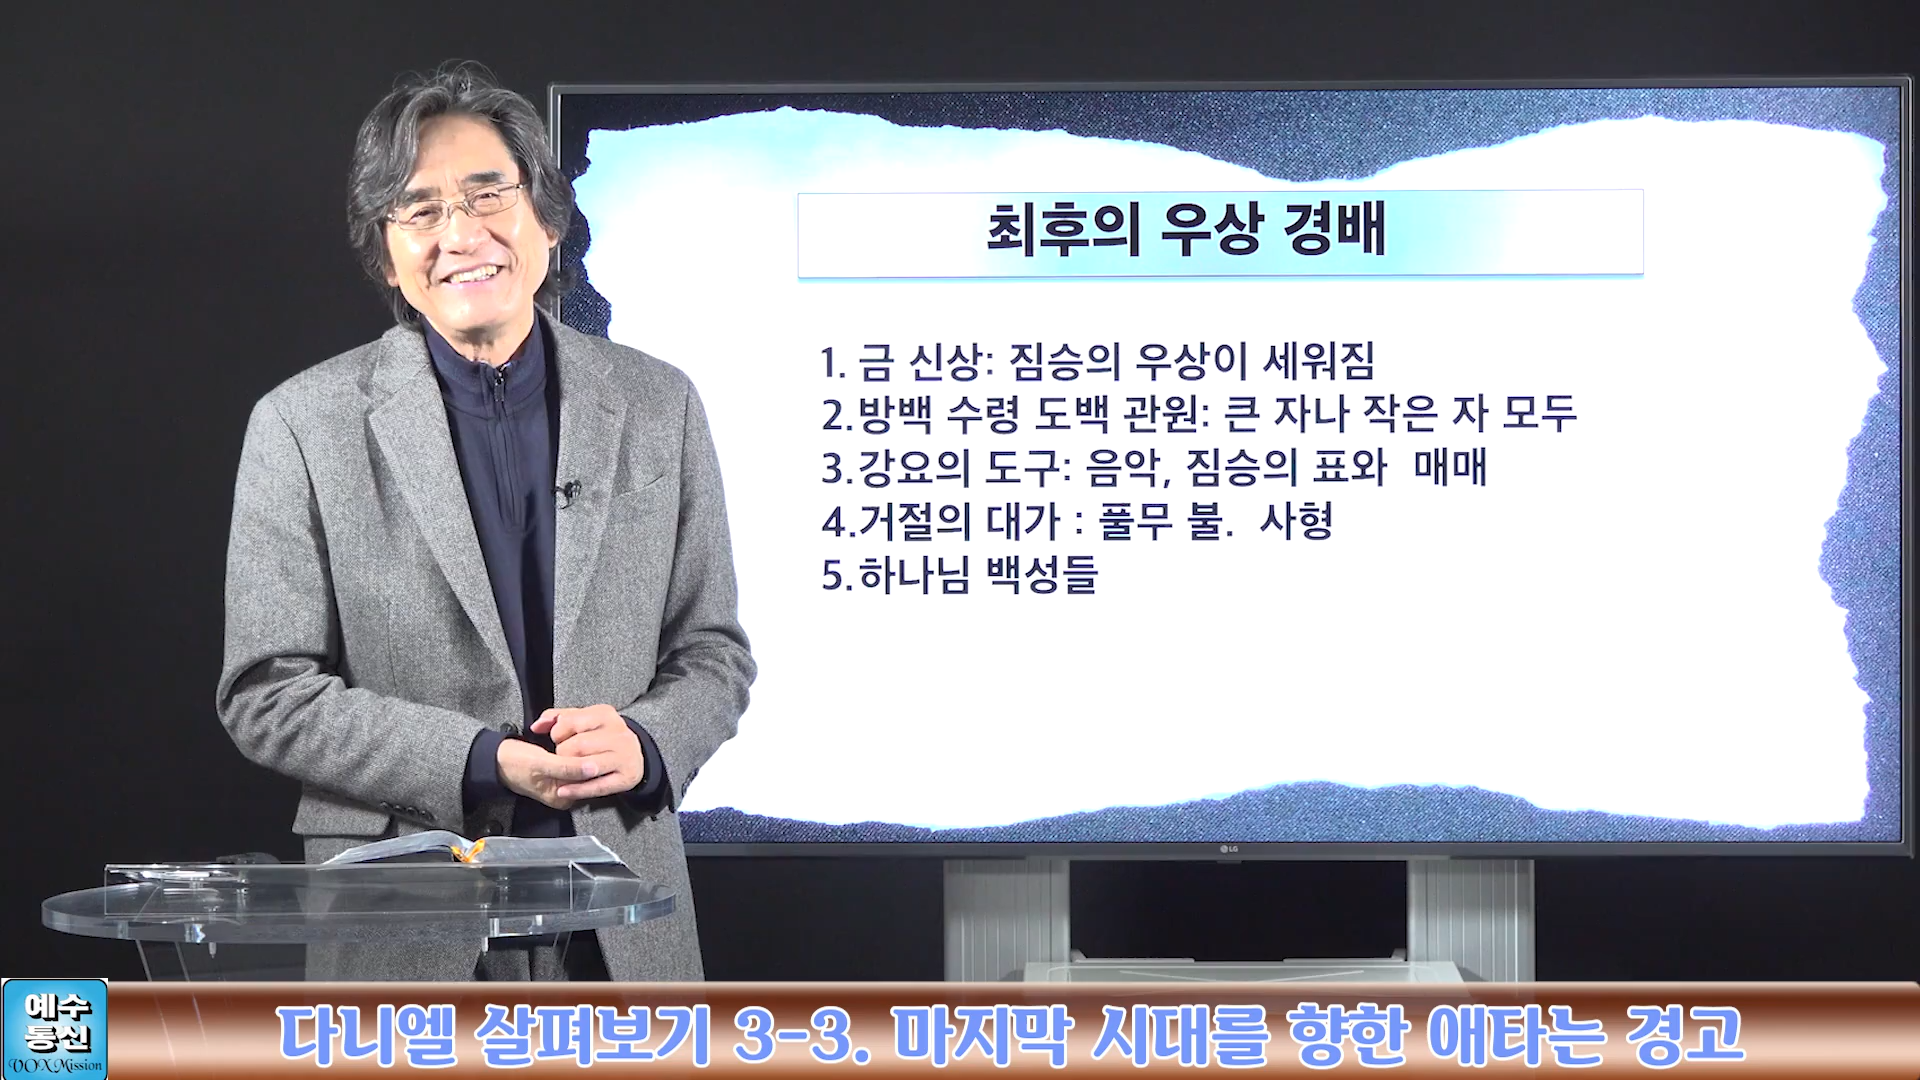 최후의 우상 경배
1. 금 신상: 짐승의 우상이 세워짐
2.방백 수령 도백 관원: 큰 자나 작은 자 모두
3.강요의 도구: 음악, 짐승의 표와 매매
4.거절의 대가 : 풀무 불. 사형
5.하나님 백성들
LG
예수
통신
VOXMission
다니엘 살펴보기 3-3. 마지막 시대를 향한 애타는 경고